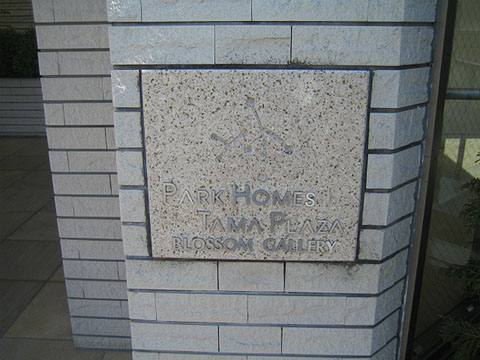 PARK HOMES
TAMA PLAZA
BLOSSOM GALLERY